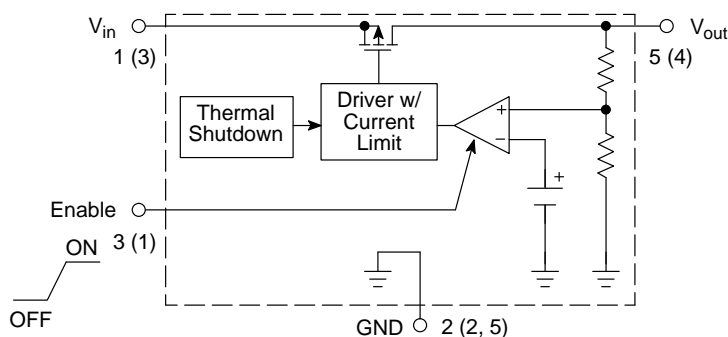 Vin
1 (3)
Vout
5 (4)
Thermal
Shutdown
Driver w/
Current
Limit
+
−
+
Enable
3 (1)
ON
OFF
GND
2 (2, 5)